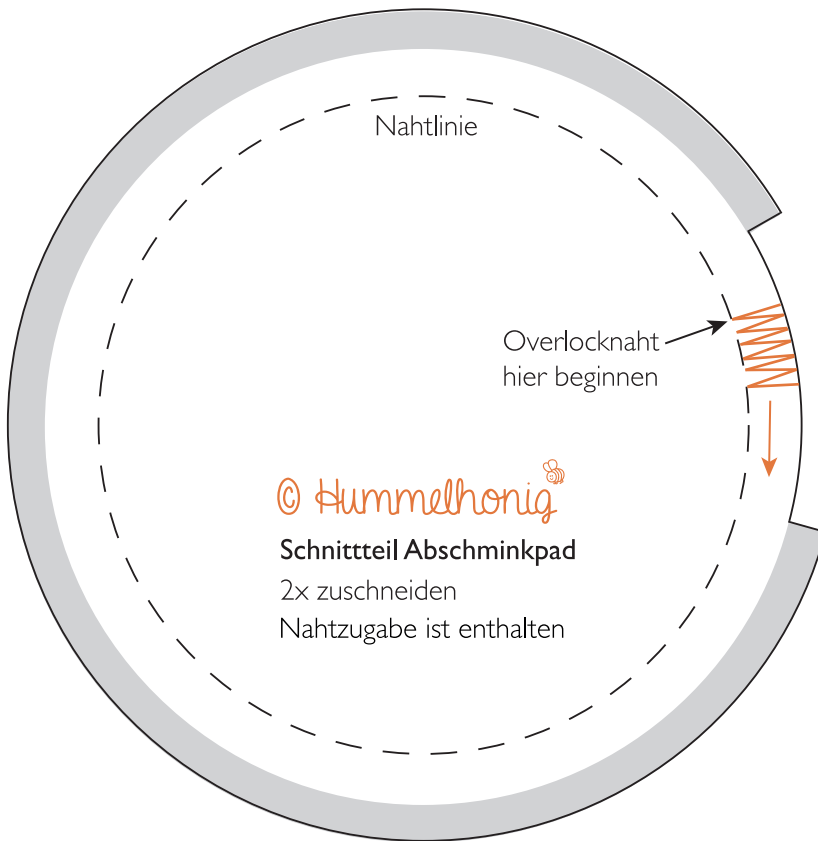 Nahtlinie
Overlocknaht
hier beginnen
© Hummelhonig
Schnittteil Abschminkpad
2x zuschneiden
Nahtzugabe ist enthalten